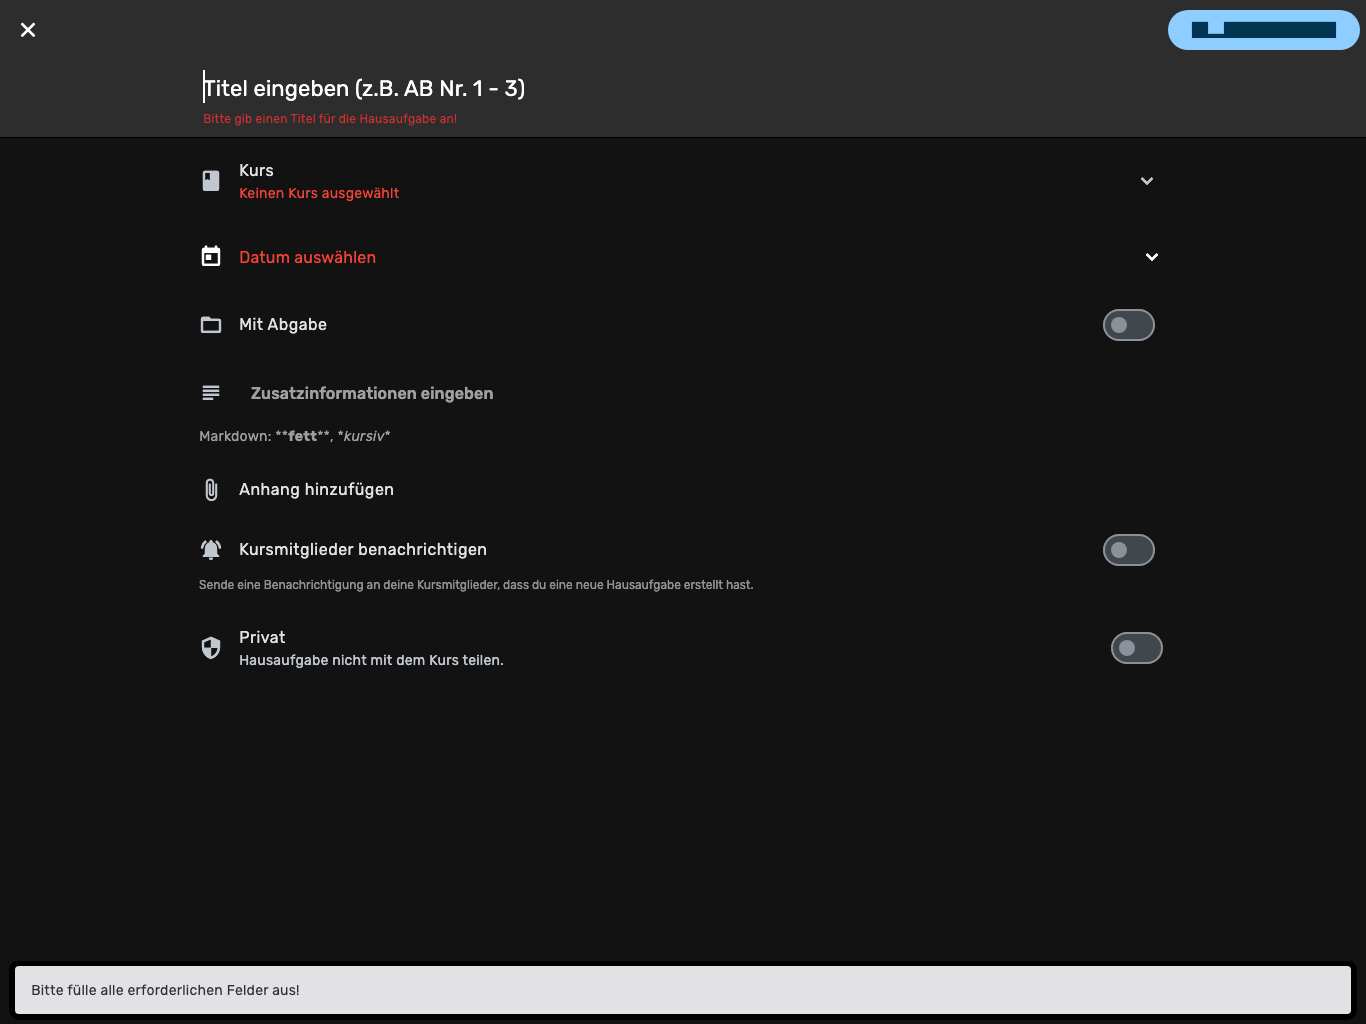 Titel eingeben (z.B. AB Nr. 1 - 3)
Bitte gib einen Titel für die Hausaufgabe an!
Kurs
Keinen Kurs ausgewählt
Datum auswählen
Mit Abgabe
Zusatzinformationen eingeben
Markdown: **fett**, *kursiv*
Anhang hinzufügen
Kursmitglieder benachrichtigen
Sende eine Benachrichtigung an deine Kursmitglieder, dass du eine neue Hausaufgabe erstellt hast.
Privat
Hausaufgabe nicht mit dem Kurs teilen.
Bitte fülle alle erforderlichen Felder aus!